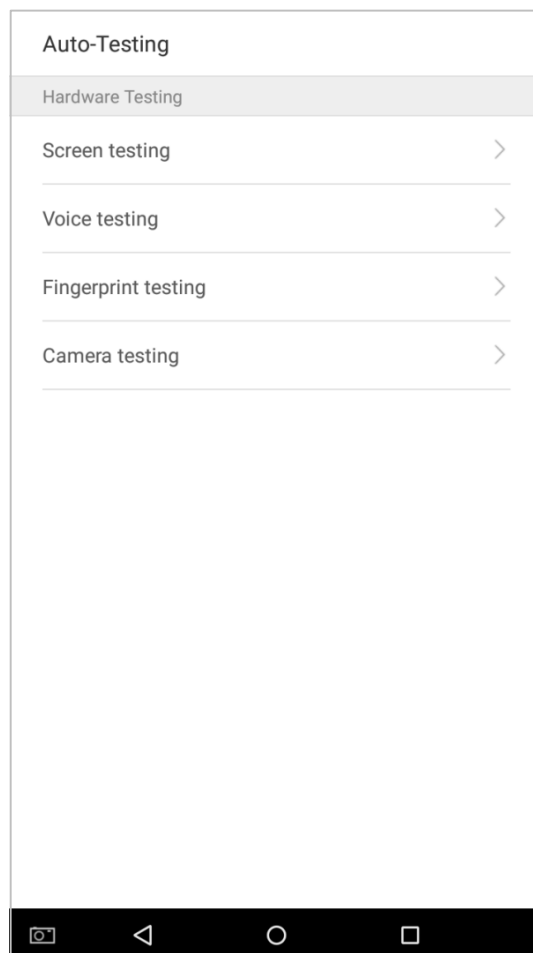 Auto-Testing
Hardware Testing
Screen testing
Voice testing
Fingerprint testing
Camera testing